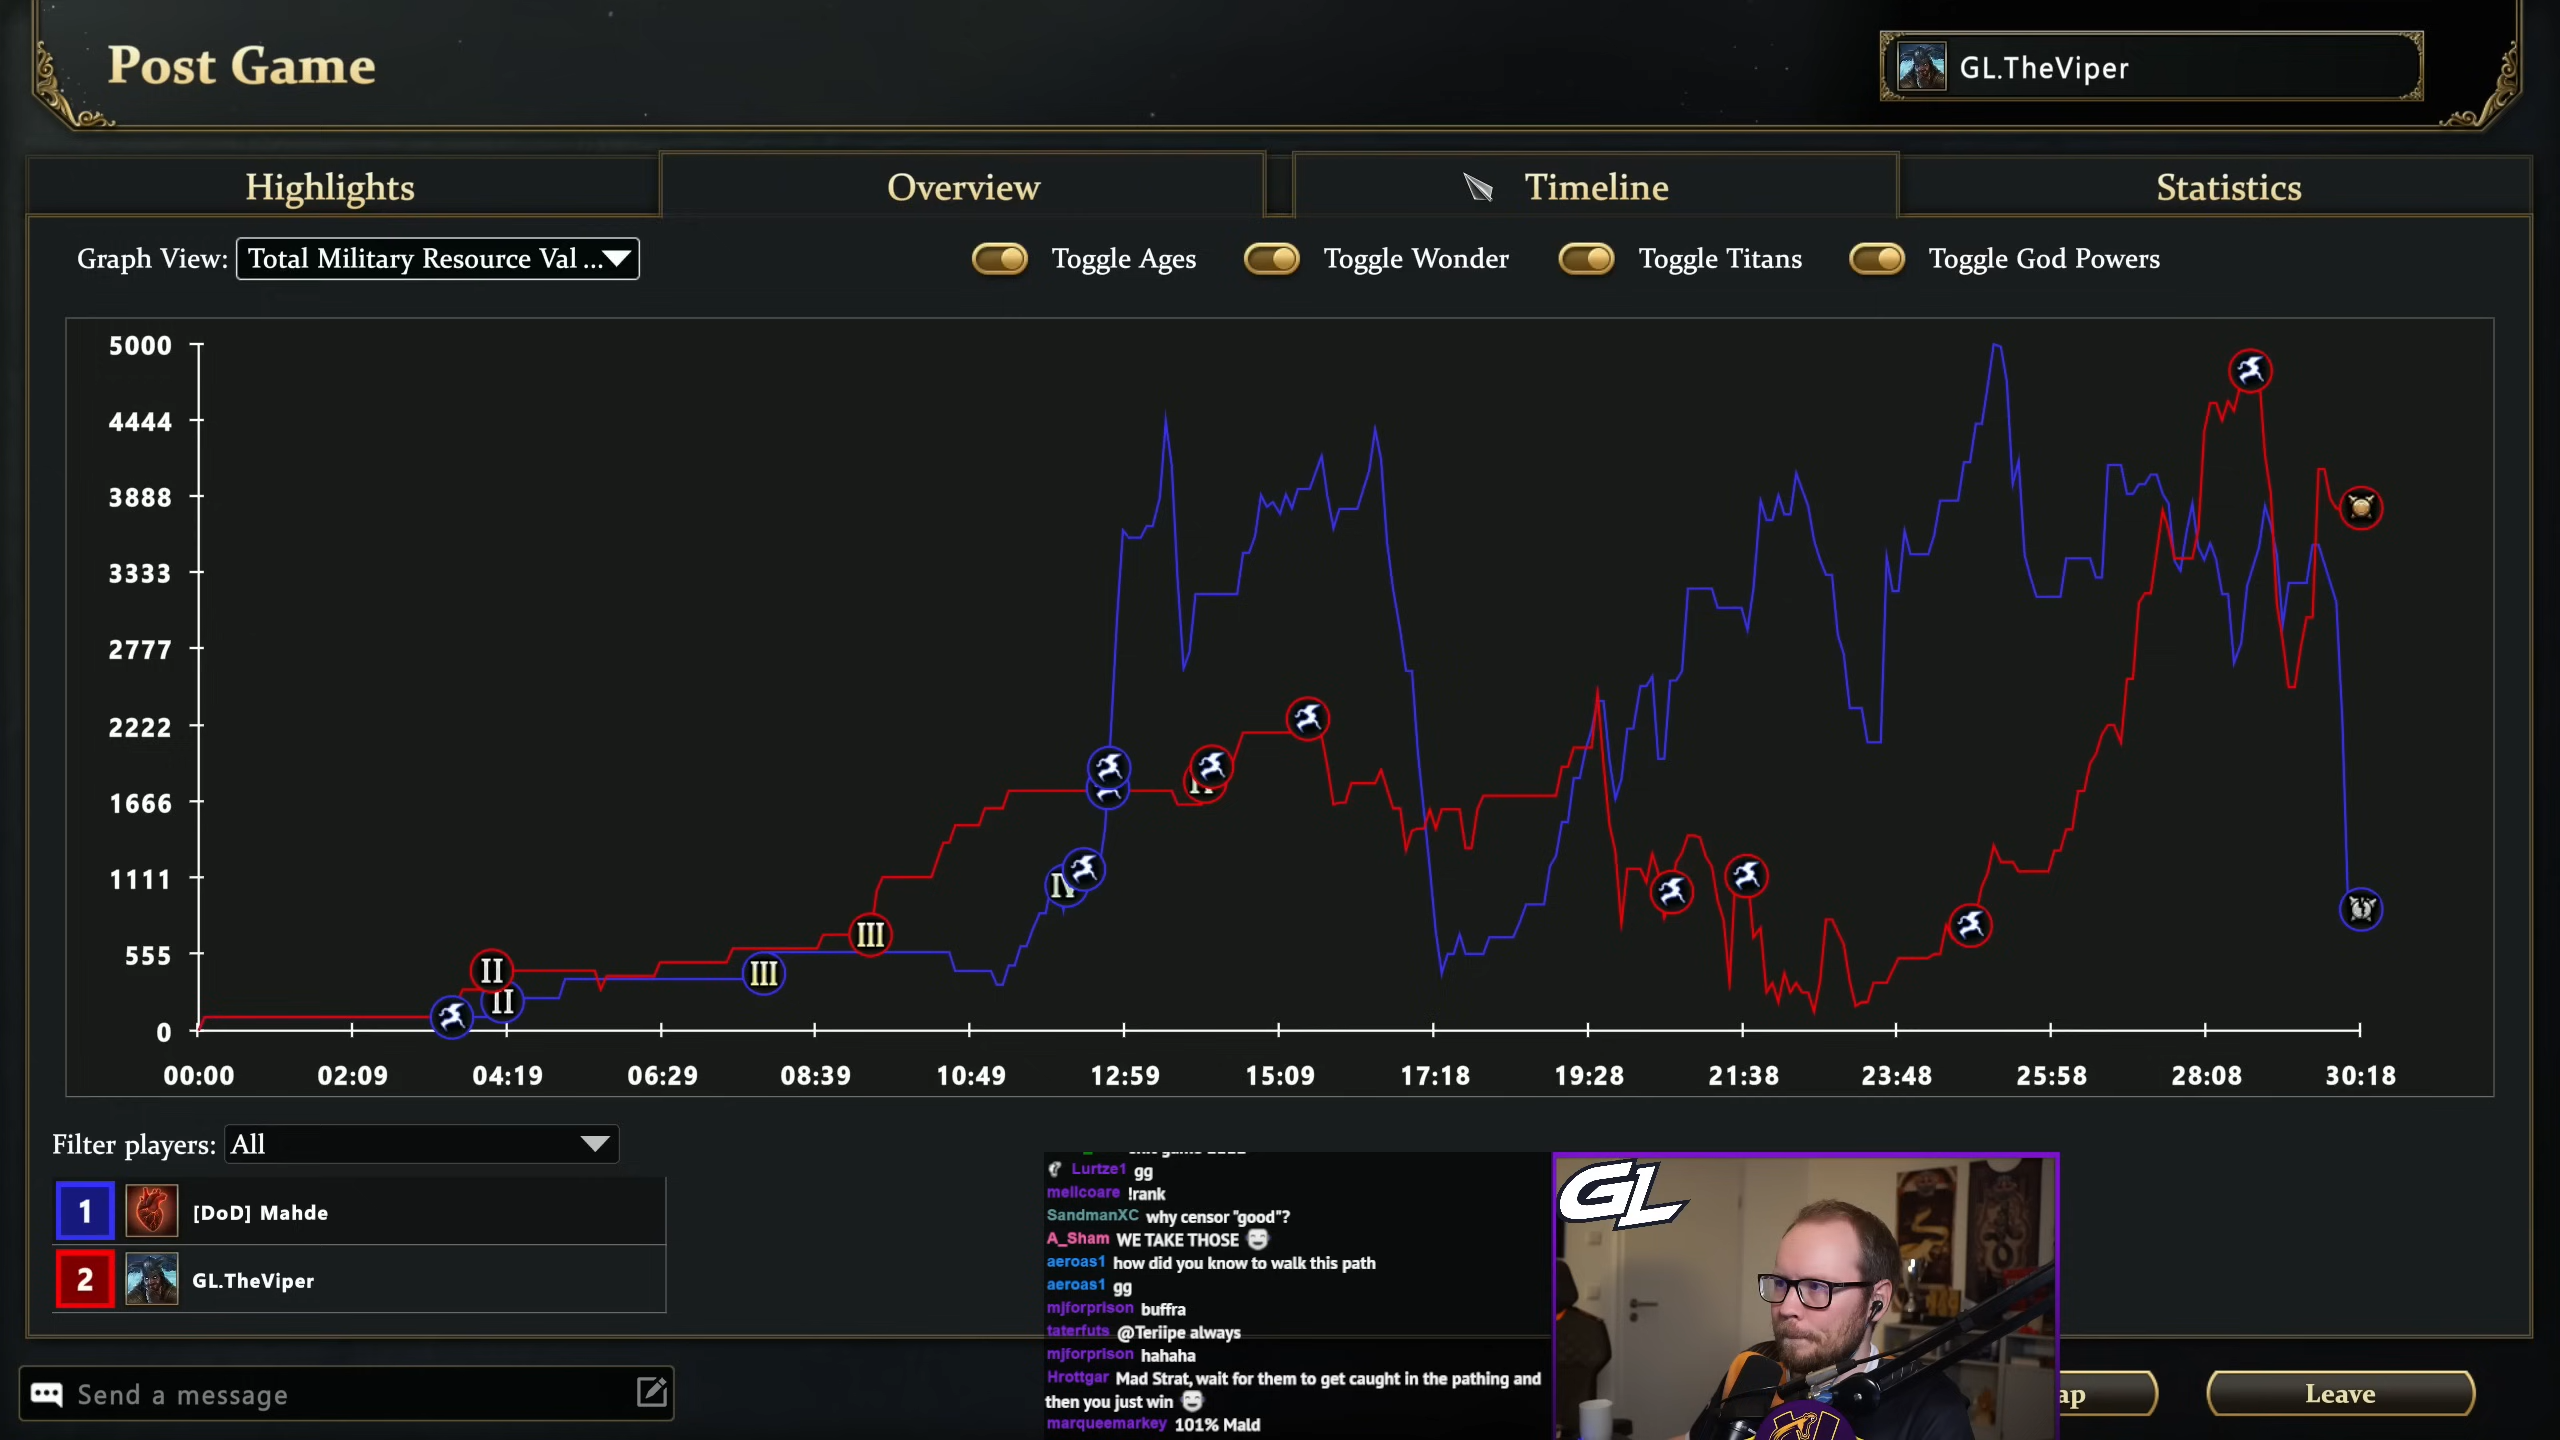 Post Game
GL.TheViper
Highlights
Overview
Timeline
Statistics
Graph View: Total Military Resource Val ...
Toggle Ages
Toggle Wonder
Toggle Titans
Toggle God Powers
5000
4444
3888
3333
2777
2222
1666
1111
555
0
II
II
III
III
IV
00:00 02:09 04:19 06:29 08:39 10:49 12:59 15:09 17:18 19:28 21:38 23:48 25:58 28:08 30:18
Filter players: All
1 [DoD] Mahde
2 GL.TheViper
Send a message
Lurtze1 gg
mellcoare !rank
SandmanXC why censor "good"?
A_Sham WE TAKE THOSE
aeroas1 how did you know to walk this path
aeroas1 gg
mjforprison buffra
taterfuts @Teriipe always
mjforprison hahaha
Hrottgar Mad Strat, wait for them to get caught in the pathing and
then you just win
marqueemarkey 101% Mald
GL
Leave